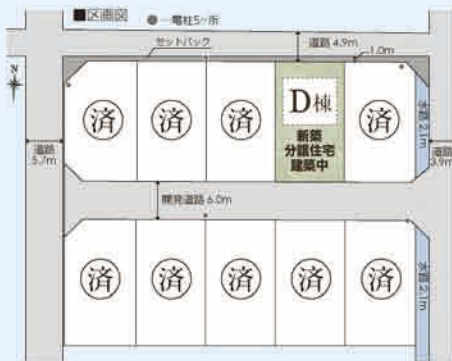 ■区画図 ●…電柱5ヶ所
セットバック
道路 4.9m
1.0m
N
済
済
済
D棟
新築
分譲住宅
建築中
済
水路 2.1m
道路
5.7m
道路
3.9m
開発道路 6.0m
済
済
済
済
済
水路 2.1m